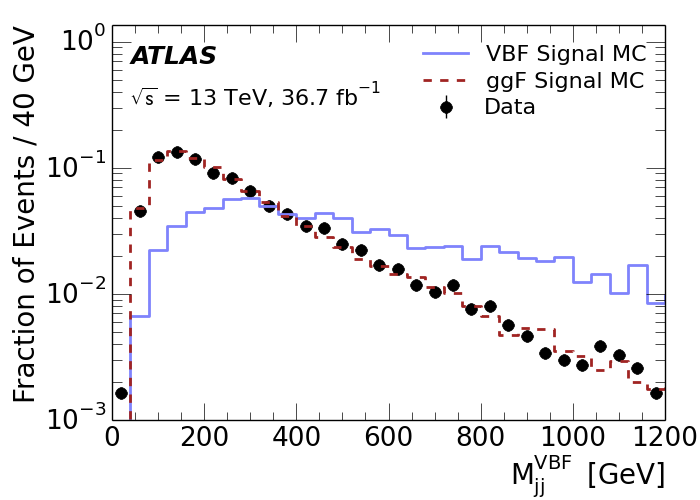 10⁰
10⁻¹
10⁻²
10⁻³
Fraction of Events / 40 GeV
ATLAS
√s = 13 TeV, 36.7 fb⁻¹
VBF Signal MC
ggF Signal MC
Data
0 200 400 600 800 1000 1200
M_jj^VBF [GeV]